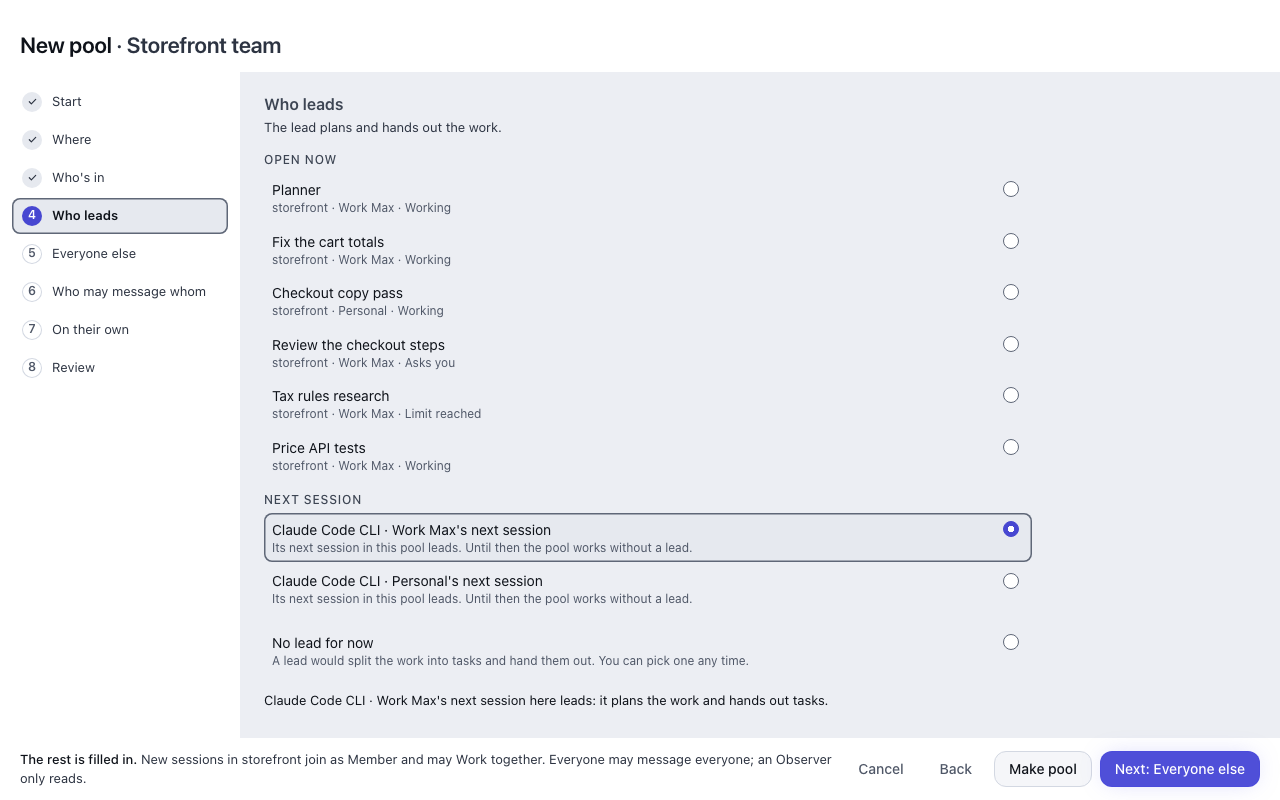 New pool · Storefront team
Start
Where
Who's in
4 Who leads
5 Everyone else
6 Who may message whom
7 On their own
8 Review
Who leads
The lead plans and hands out the work.
OPEN NOW
Planner
storefront · Work Max · Working
Fix the cart totals
storefront · Work Max · Working
Checkout copy pass
storefront · Personal · Working
Review the checkout steps
storefront · Work Max · Asks you
Tax rules research
storefront · Work Max · Limit reached
Price API tests
storefront · Work Max · Working
NEXT SESSION
Claude Code CLI · Work Max's next session
Its next session in this pool leads. Until then the pool works without a lead.
Claude Code CLI · Personal's next session
Its next session in this pool leads. Until then the pool works without a lead.
No lead for now
A lead would split the work into tasks and hand them out. You can pick one any time.
Claude Code CLI · Work Max's next session here leads: it plans the work and hands out tasks.
The rest is filled in. New sessions in storefront join as Member and may Work together. Everyone may message everyone; an Observer
only reads.
Cancel
Back
Make pool
Next: Everyone else